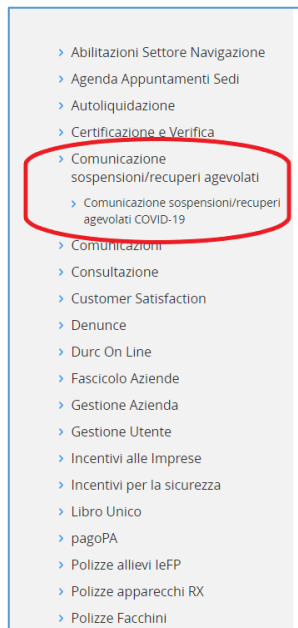 Abilitazioni Settore Navigazione
Agenda Appuntamenti Sedi
Autoliquidazione
Certificazione e Verifica
Comunicazione
sospensioni/recuperi agevolati
Comunicazione sospensioni/recuperi
agevolati COVID-19
Comunicazioni
Consultazione
Customer Satisfaction
Denunce
Durc On Line
Fascicolo Aziende
Gestione Azienda
Gestione Utente
Incentivi alle Imprese
Incentivi per la sicurezza
Libro Unico
pagoPA
Polizze allievi IeFP
Polizze apparecchi RX
Polizze Facchini